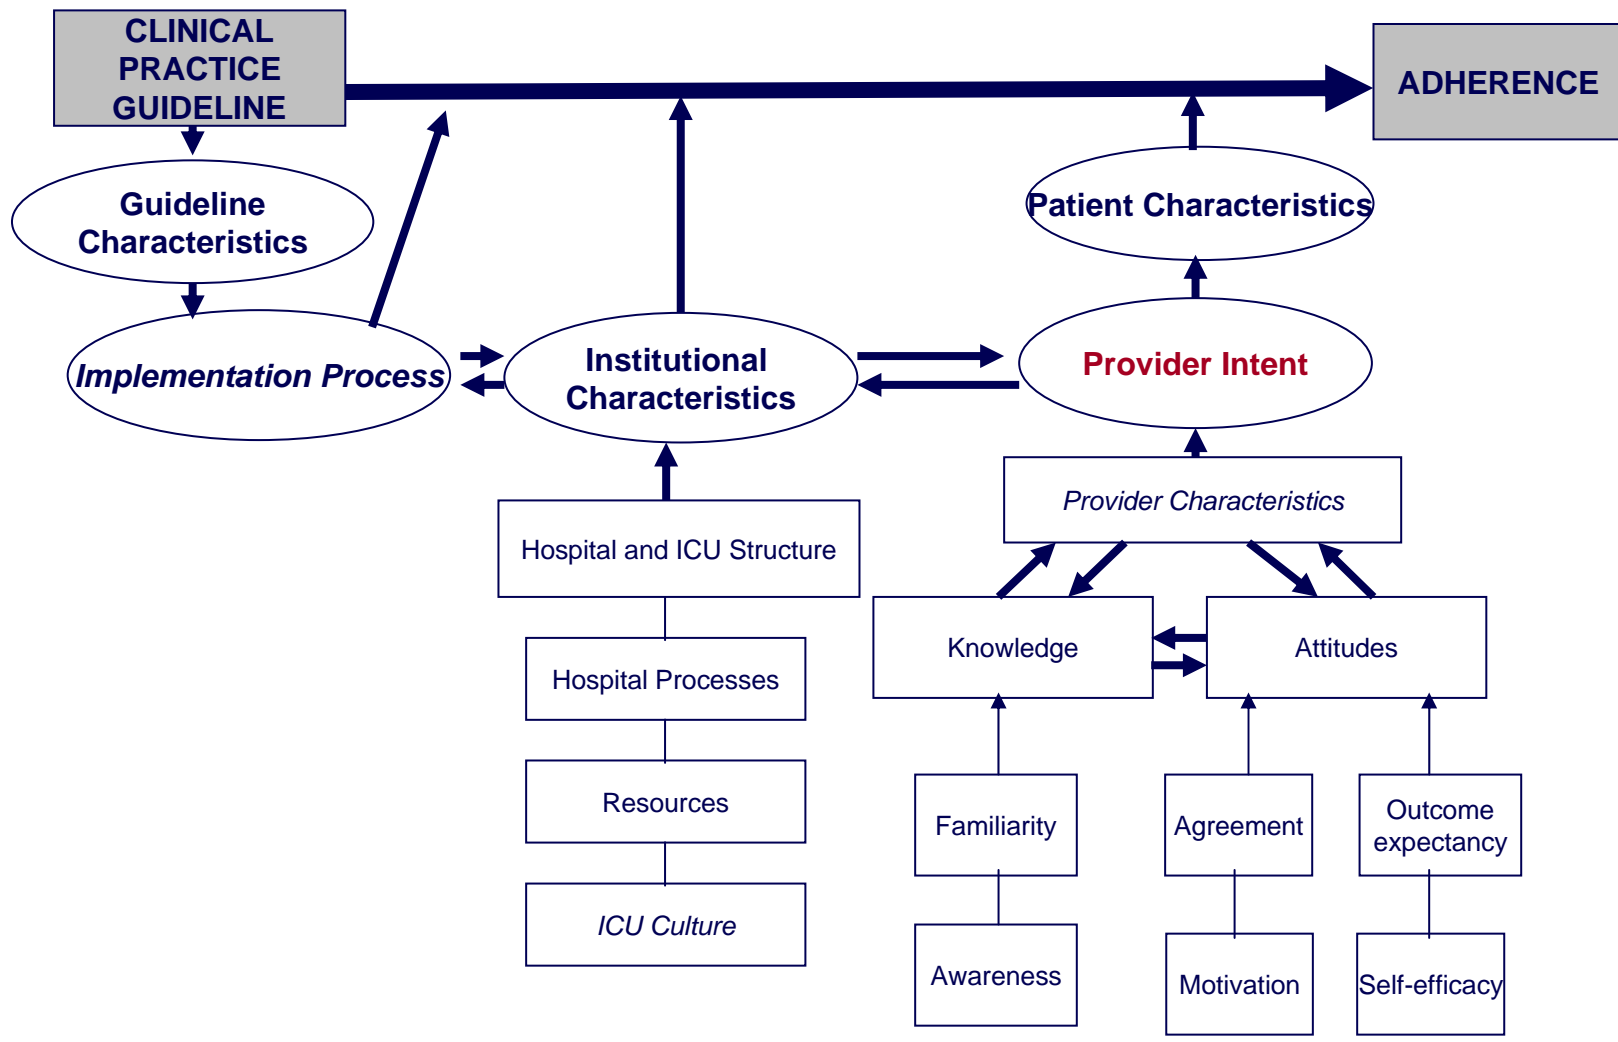 CLINICAL
PRACTICE
GUIDELINE
ADHERENCE
Guideline
Characteristics
Patient Characteristics
Implementation Process
Institutional
Characteristics
Provider Intent
Provider Characteristics
Hospital and ICU Structure
Knowledge
Attitudes
Hospital Processes
Resources
Familiarity
Agreement
Outcome
expectancy
ICU Culture
Awareness
Motivation
Self-efficacy